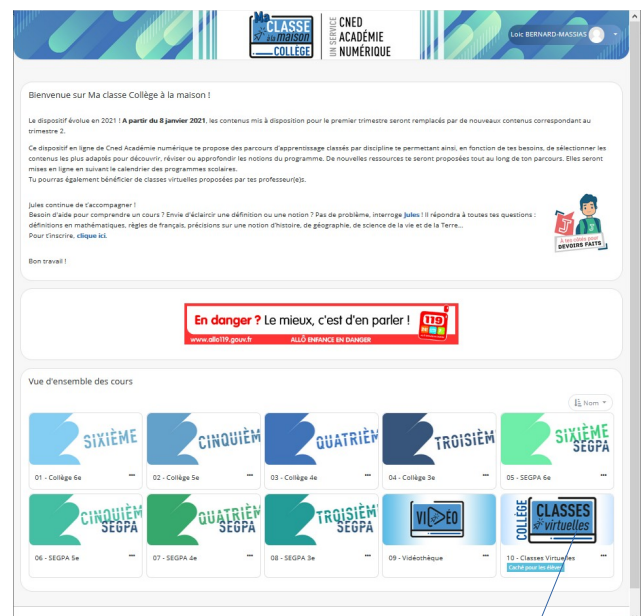 Ma
CLASSE
à la maison
COLLÈGE
UN SERVICE
CNED
ACADÉMIE
NUMÉRIQUE
Loic BERNARD-MASSIAS
Bienvenue sur Ma classe Collège à la maison !
Le dispositif évolue en 2021 ! A partir du 8 janvier 2021, les contenus mis à disposition pour le premier trimestre seront remplacés par de nouveaux contenus correspondant au
trimestre 2.
Ce dispositif en ligne de Cned Académie numérique te propose des parcours d'apprentissage classés par discipline te permettant ainsi, en fonction de tes besoins, de sélectionner les
contenus les plus adaptés pour découvrir, réviser ou approfondir les notions du programme. De nouvelles ressources te seront proposées tout au long de ton parcours. Elles seront
mises en ligne en suivant le calendrier des programmes scolaires.
Tu pourras également bénéficier de classes virtuelles proposées par tes professeur(e)s.
Jules continue de t'accompagner !
Besoin d'aide pour comprendre un cours ? Envie d'éclaircir une définition ou une notion ? Pas de problème, interroge Jules ! Il répondra à toutes tes questions :
définitions en mathématiques, règles de français, précisions sur une notion d'histoire, de géographie, de science de la vie et de la Terre...
Pour t'inscrire, clique ici.
Bon travail !
J
J
À tes côtés pour
DEVOIRS FAITS
En danger ? Le mieux, c'est d'en parler !
119
www.allo119.gouv.fr ALLÔ ENFANCE EN DANGER
Vue d'ensemble des cours
Nom
SIXIÈME
CINQUIÈM
QUATRIÈM
TROISIÈM
SIXIÈME
SEGPA
01 - Collège 6e
02 - Collège 5e
03 - Collège 4e
04 - Collège 3e
05 - SEGPA 6e
CINQUIÈM
SEGPA
QUATRIÈM
SEGPA
TROISIÈM
SEGPA
VIDÉO
COLLÈGE
CLASSES
virtuelles
06 - SEGPA 5e
07 - SEGPA 4e
08 - SEGPA 3e
09 - Vidéothèque
10 - Classes Virtuelles
Caché pour les élèves